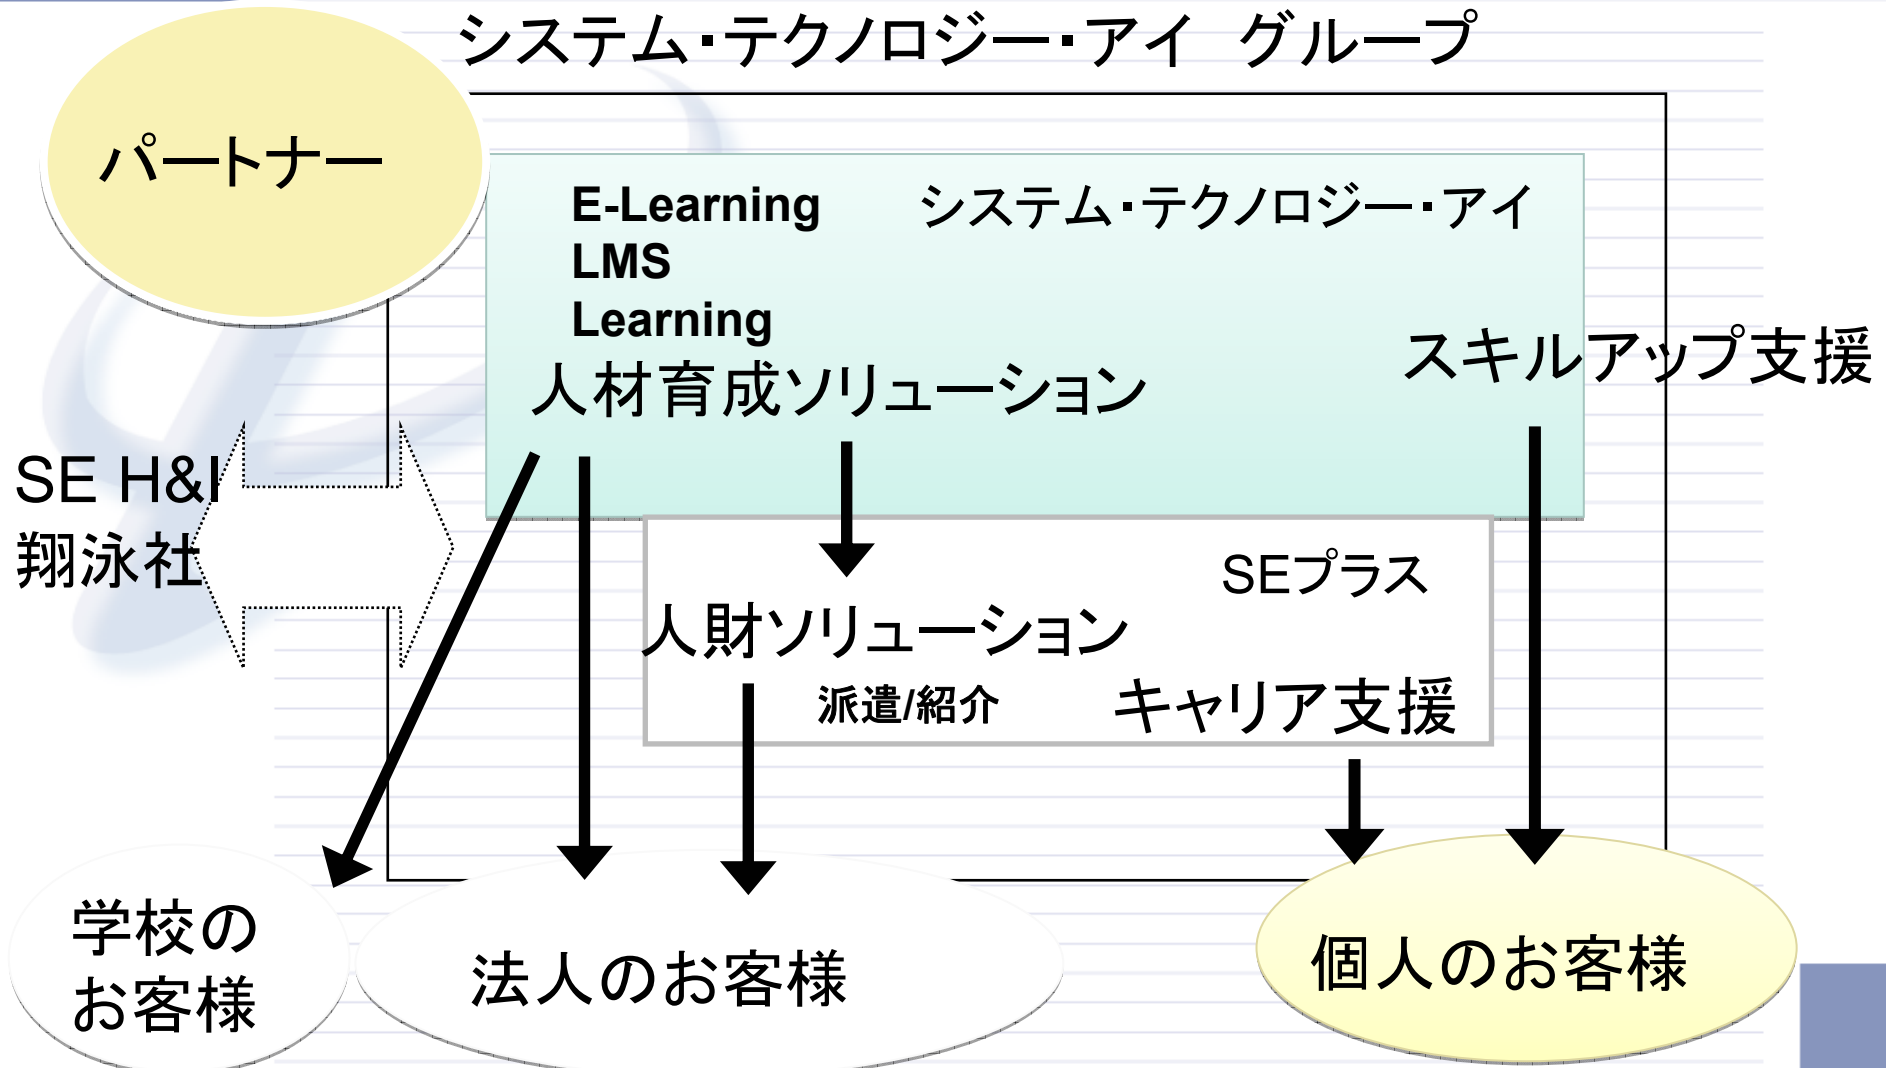 システム・テクノロジー・アイ グループ
パートナー
E-Learning
システム・テクノロジー・アイ
LMS
Learning
人材育成ソリューション
スキルアップ支援
SE H&I
翔泳社
SEプラス
人財ソリューション
派遣/紹介
キャリア支援
学校の
お客様
法人のお客様
個人のお客様